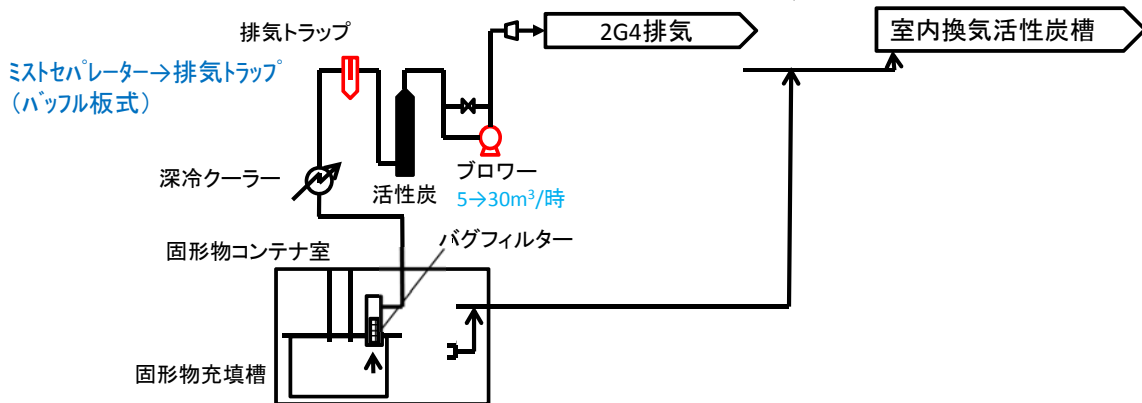 2G4排気
室内換気活性炭槽
排気トラップ
ミストセパレーター→排気トラップ
(バッフル板式)
深冷クーラー
活性炭
ブロワー
5→30m³/時
バグフィルター
固形物コンテナ室
固形物充填槽